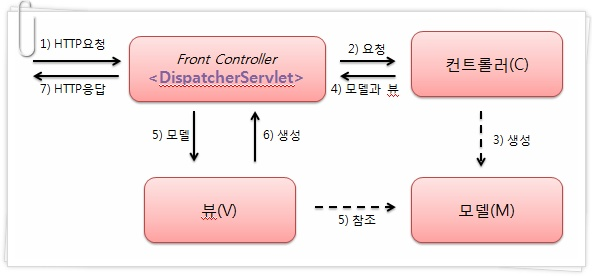 1) HTTP요청
7) HTTP응답
Front Controller
<DispatcherServlet>
2) 요청
4) 모델과 뷰
컨트롤러(C)
5) 모델
6) 생성
3) 생성
뷰(V)
5) 참조
모델(M)